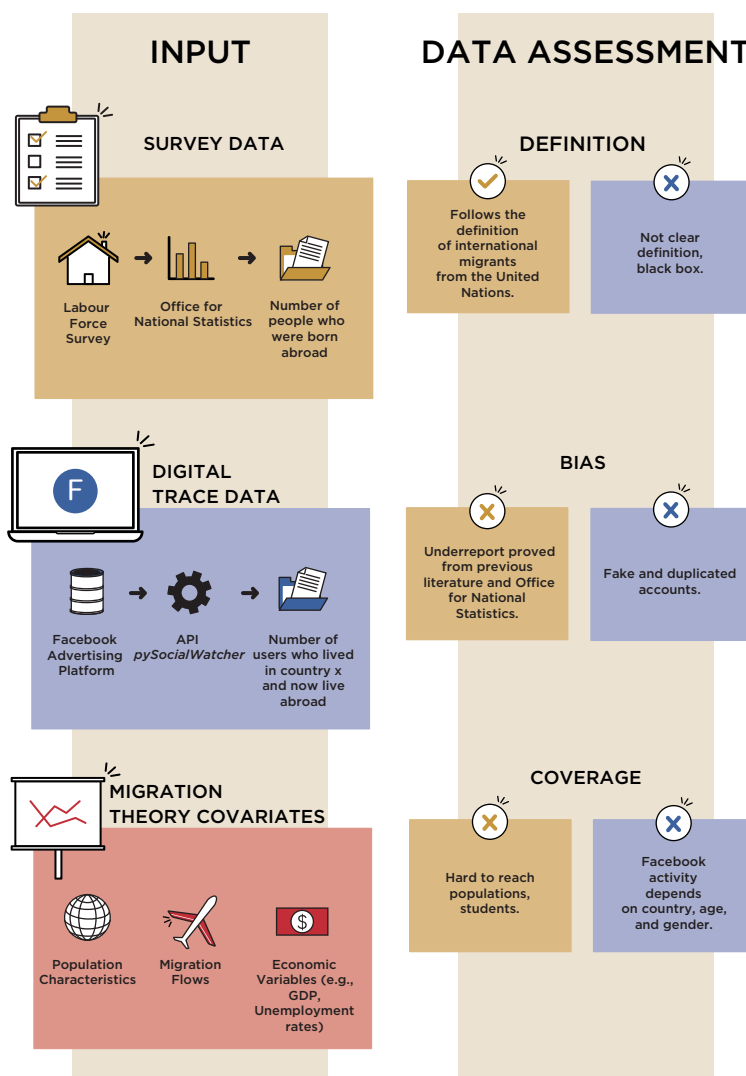 INPUT
SURVEY DATA
Labour
Force
Survey
Office for
National Statistics
Number of
people who
were born
abroad
F
DIGITAL
TRACE DATA
Facebook
Advertising
Platform
API
pySocialWatcher
Number of
users who lived
in country x
and now live
abroad
MIGRATION
THEORY COVARIATES
Population
Characteristics
Migration
Flows
$
Economic
Variables (e.g.,
GDP,
Unemployment
rates)
DATA ASSESSMENT
DEFINITION
Follows the
definition
of international
migrants
from the United
Nations.
Not clear
definition,
black box.
BIAS
Underreport proved
from previous
literature and Office
for National
Statistics.
Fake and duplicated
accounts.
COVERAGE
Hard to reach
populations,
students.
Facebook
activity
depends
on country, age,
and gender.